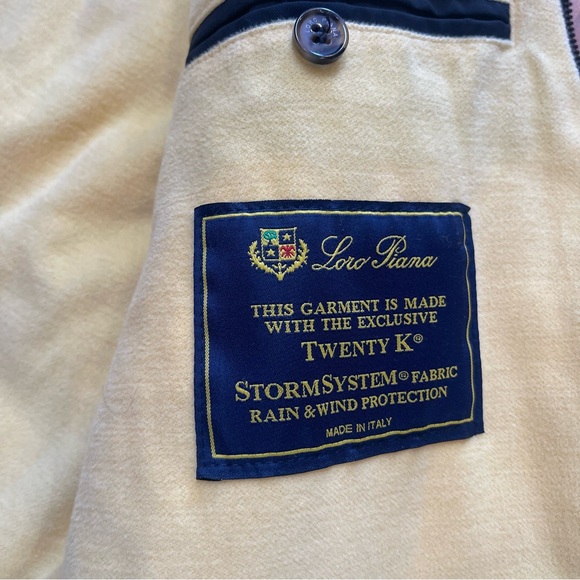 Loro Piana
THIS GARMENT IS MADE
WITH THE EXCLUSIVE
TWENTY K®
STORMSYSTEM® FABRIC
RAIN & WIND PROTECTION
MADE IN ITALY